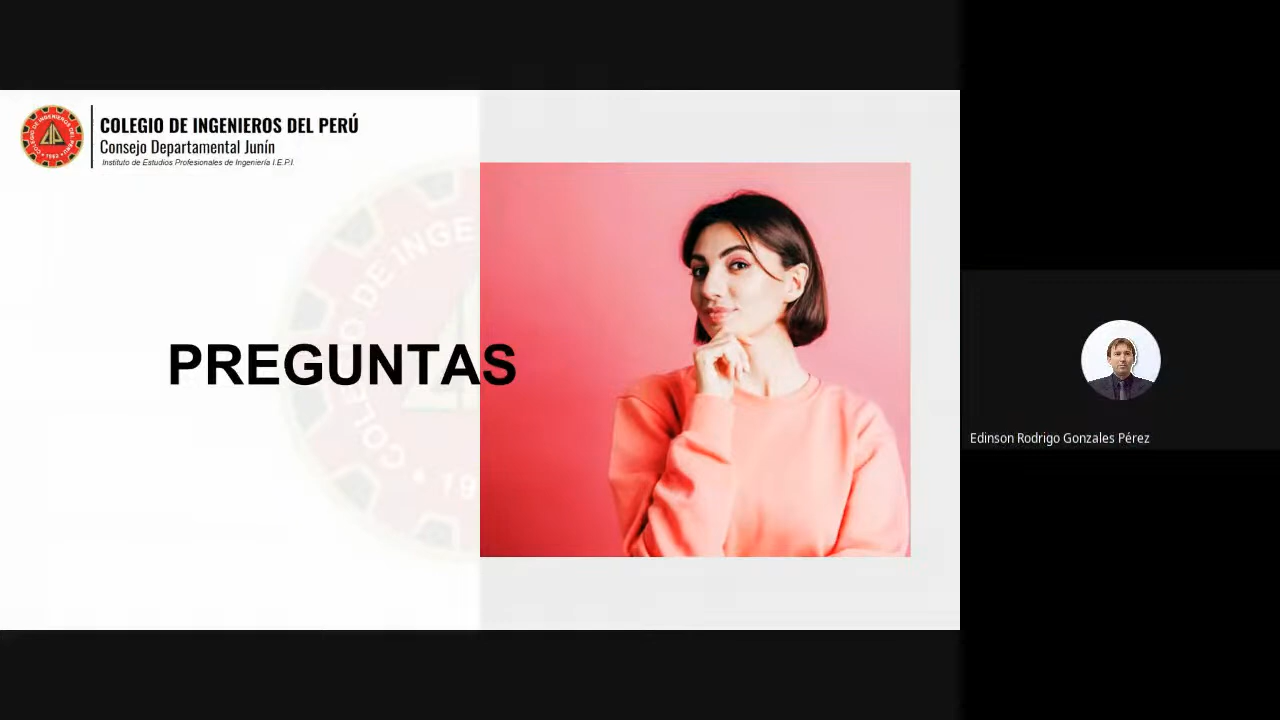 COLEGIO DE INGENIEROS DEL PERÚ
Consejo Departamental Junín
Instituto de Estudios Profesionales de Ingeniería I.E.P.I.
PREGUNTAS
Edinson Rodrigo Gonzales Pérez